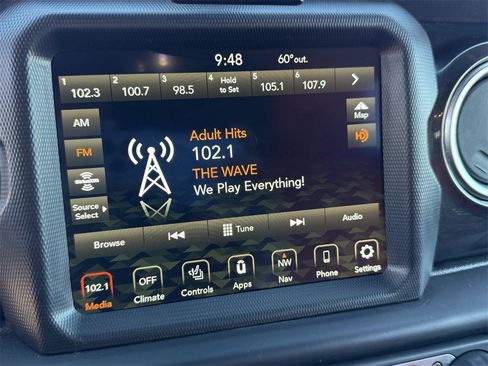 9:48 60° out.
1 102.3 2 100.7 3 98.5 4 Hold to Set 5 105.1 6 107.9
AM
Map
FM
HD
SiriusXM
Source Select
Adult Hits
102.1
THE WAVE
We Play Everything!
Browse Tune Audio
102.1 OFF NW
Media Climate Controls Apps Nav Phone Settings